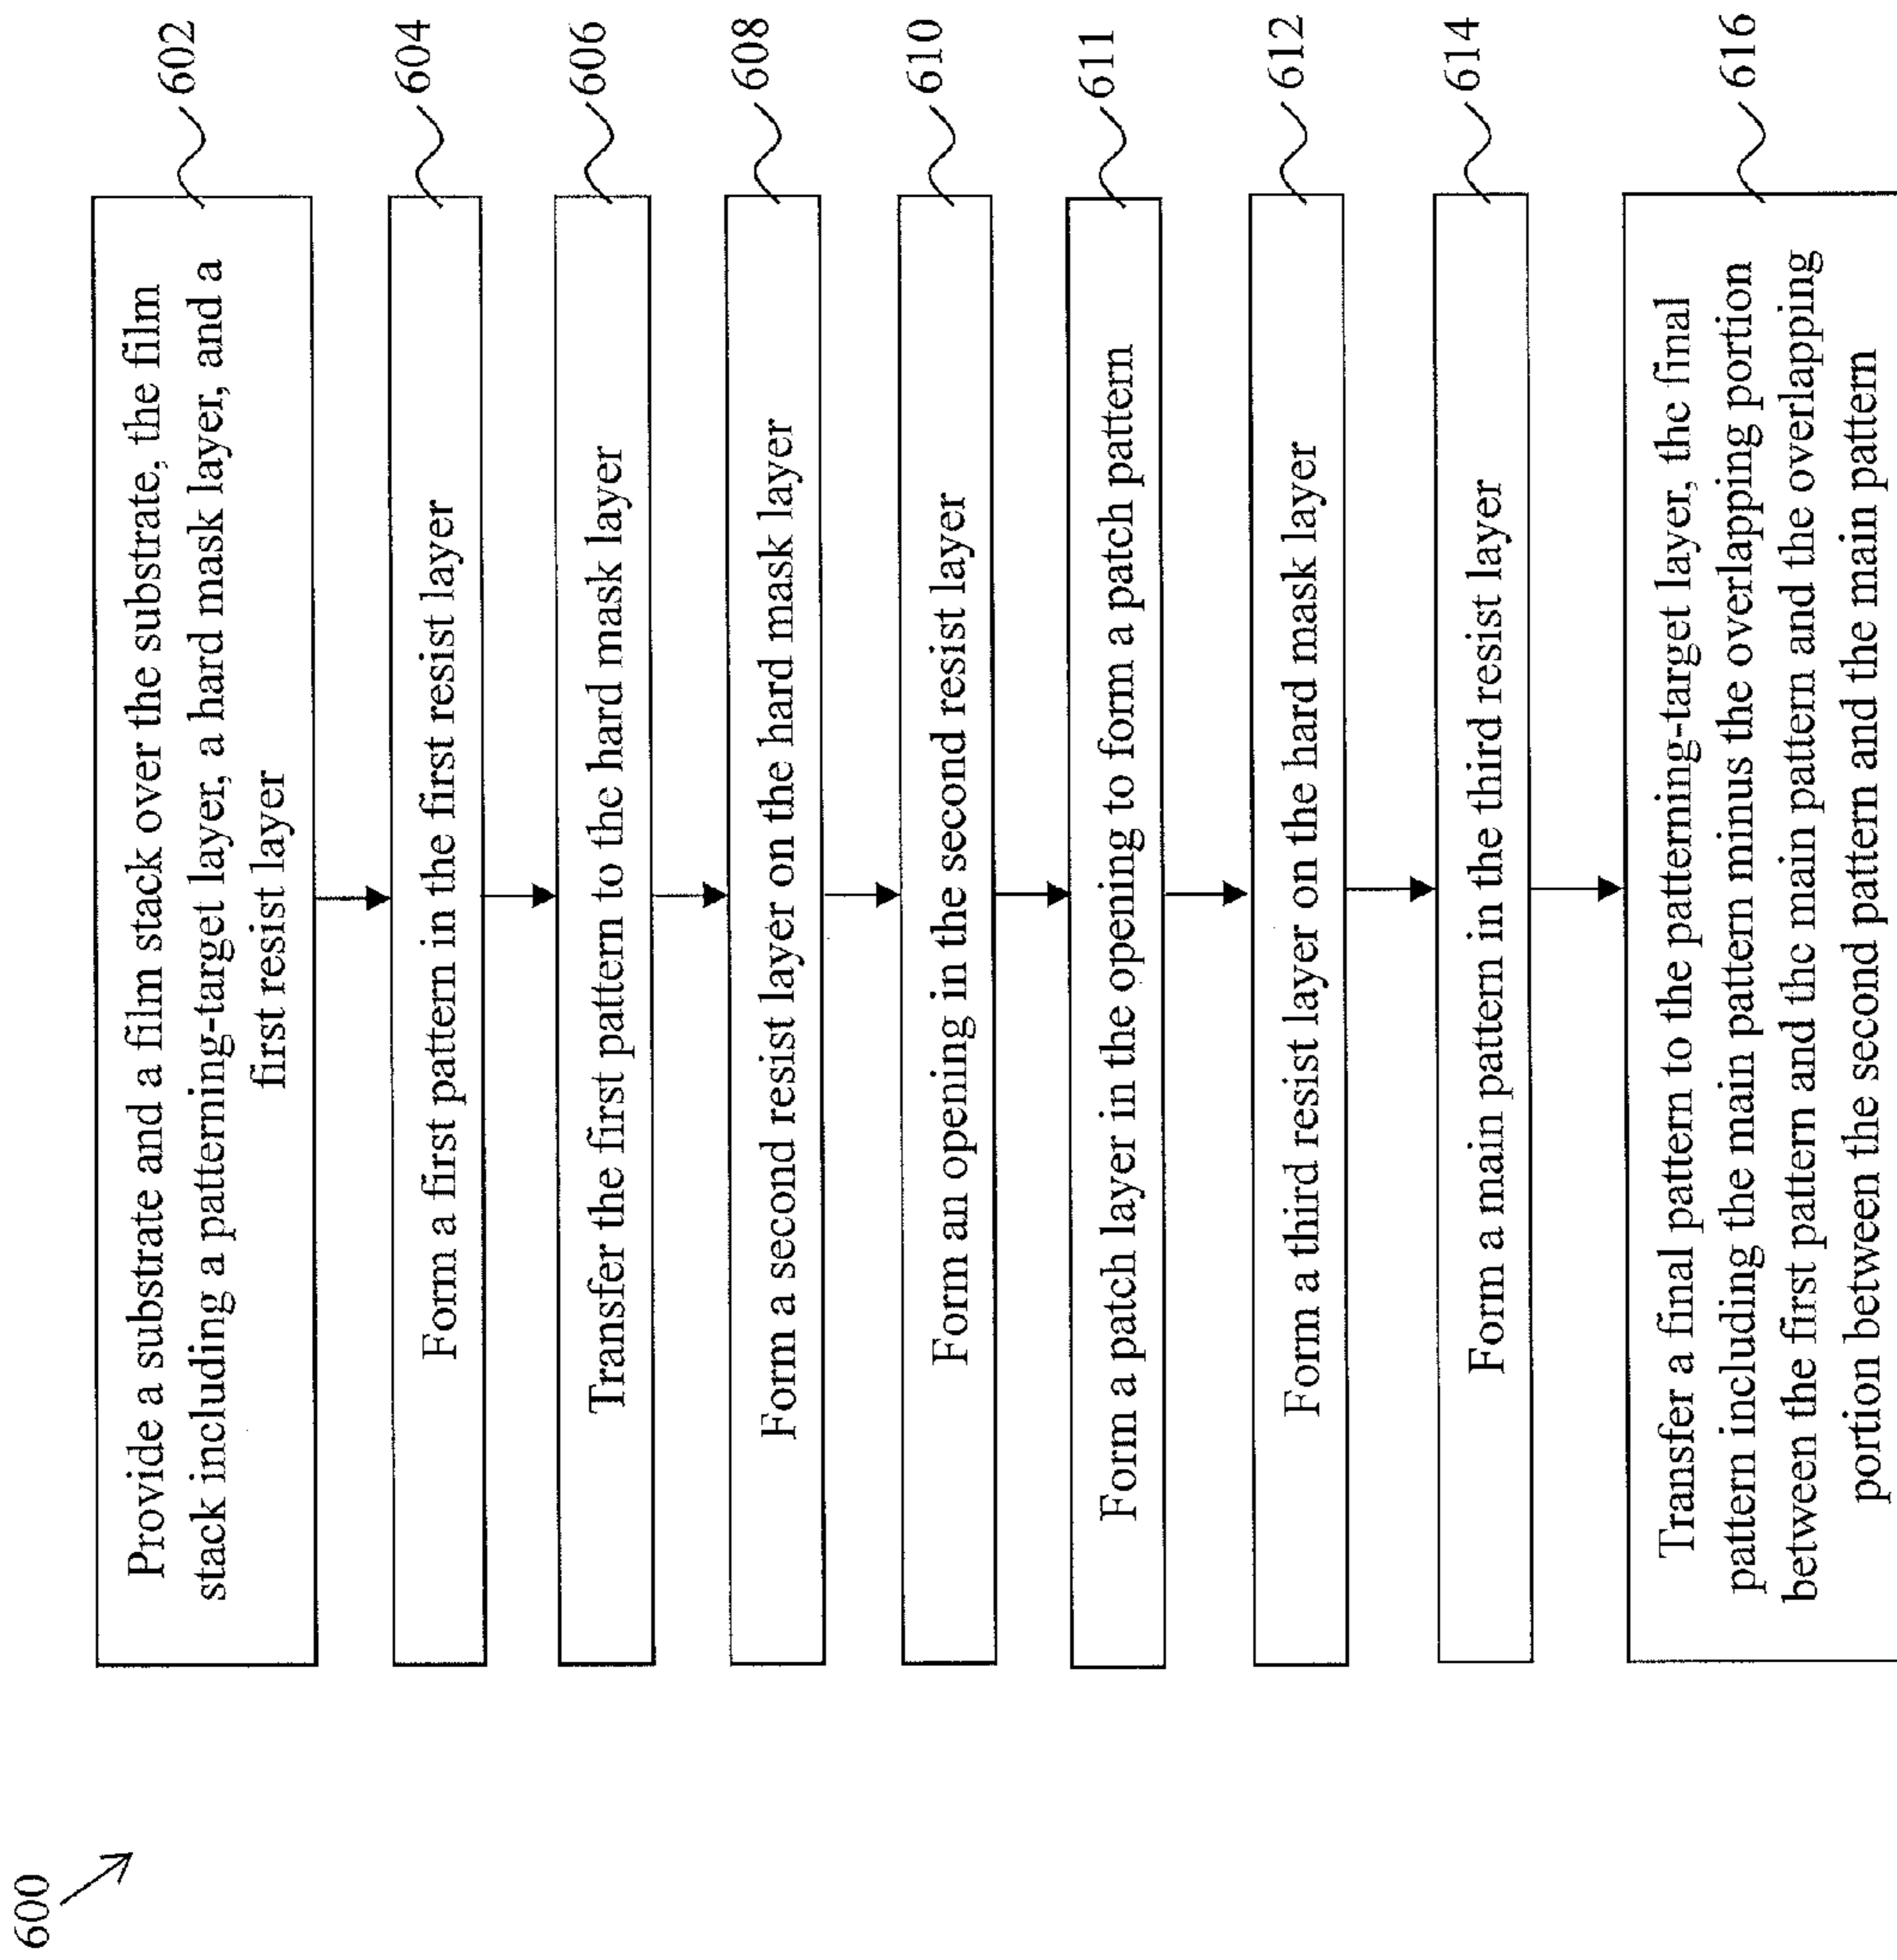 600
Provide a substrate and a film stack over the substrate, the film
stack including a patterning-target layer, a hard mask layer, and a
first resist layer
602
Form a first pattern in the first resist layer
604
Transfer the first pattern to the hard mask layer
606
Form a second resist layer on the hard mask layer
608
Form an opening in the second resist layer
610
Form a patch layer in the opening to form a patch pattern
611
Form a third resist layer on the hard mask layer
612
Form a main pattern in the third resist layer
614
Transfer a final pattern to the patterning-target layer, the final
pattern including the main pattern minus the overlapping portion
between the first pattern and the main pattern and the overlapping
portion between the second pattern and the main pattern
616